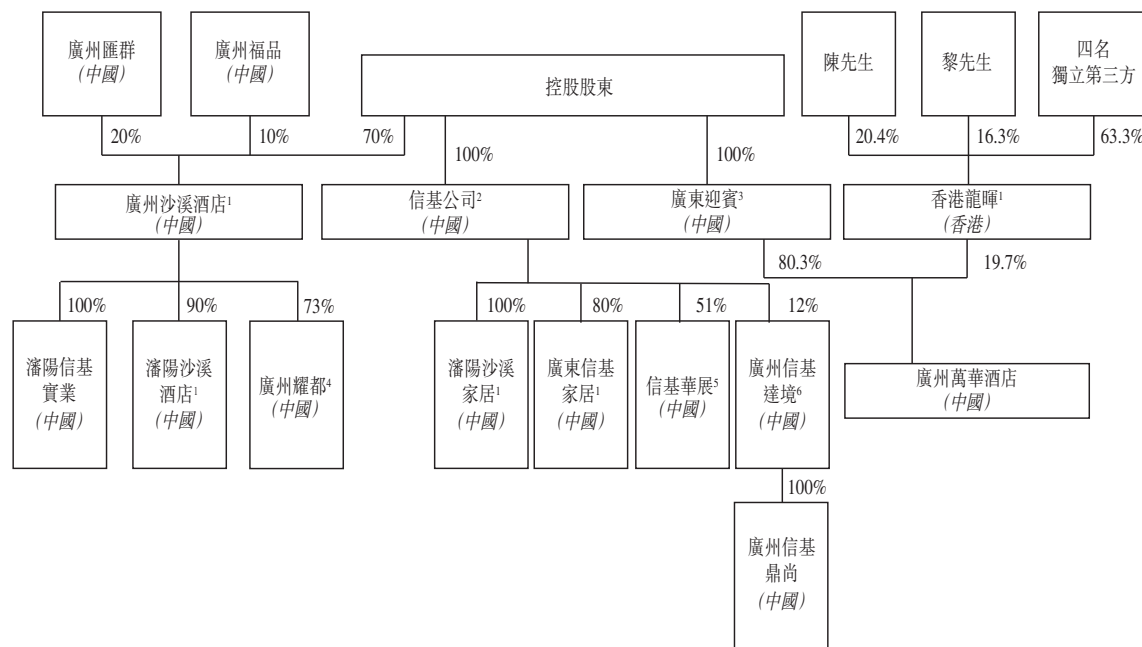 廣州匯群
(中國)
廣州福品
(中國)
控股股東
陳先生
黎先生
四名
獨立第三方
20%
10%
70%
100%
100%
20.4%
16.3%
63.3%
廣州沙溪酒店1
(中國)
信基公司2
(中國)
廣東迎賓3
(中國)
香港龍暉1
(香港)
80.3%
19.7%
100%
90%
73%
100%
80%
51%
12%
瀋陽信基
實業
(中國)
瀋陽沙溪
酒店1
(中國)
廣州耀都4
(中國)
瀋陽沙溪
家居1
(中國)
廣東信基
家居1
(中國)
信基華展5
(中國)
廣州信基
達境6
(中國)
廣州萬華酒店
(中國)
100%
廣州信基
鼎尚
(中國)